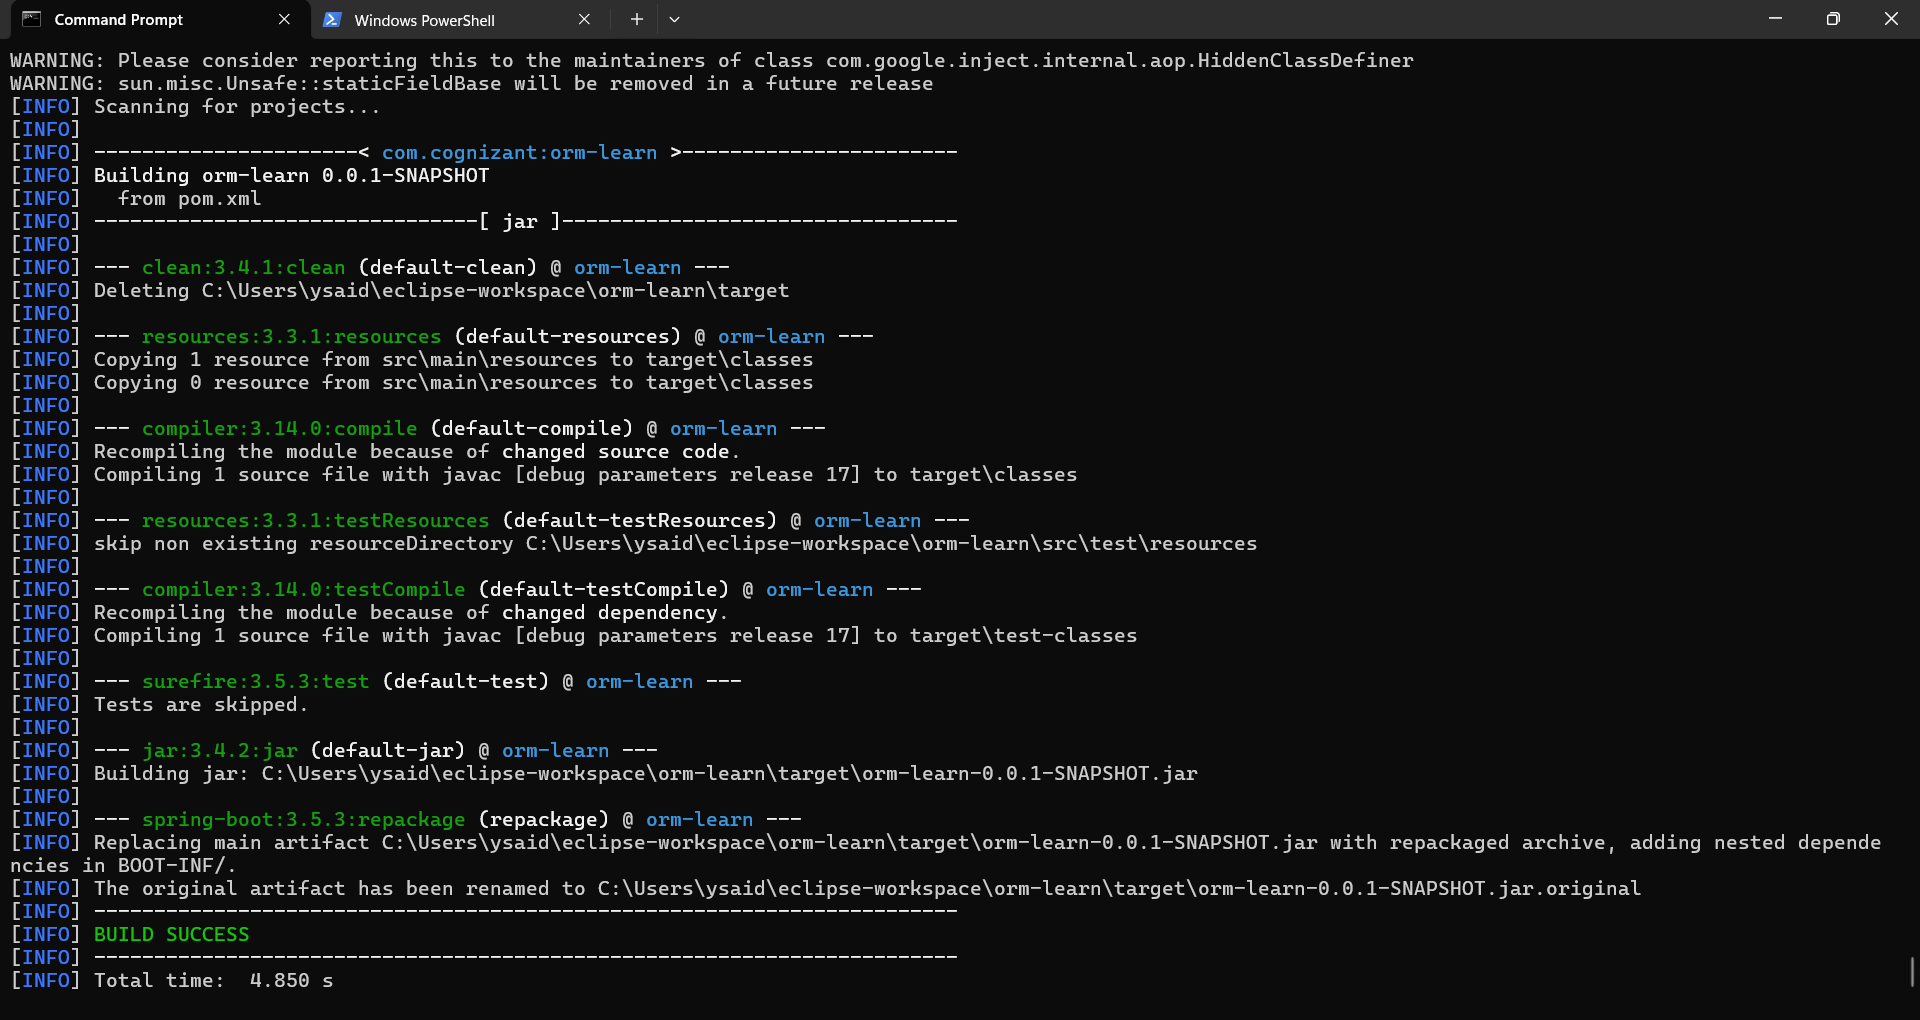 Command Prompt
Windows PowerShell
WARNING: Please consider reporting this to the maintainers of class com.google.inject.internal.aop.HiddenClassDefiner
WARNING: sun.misc.Unsafe::staticFieldBase will be removed in a future release
[INFO] Scanning for projects...
[INFO]
[INFO] ----------------------< com.cognizant:orm-learn >-----------------------
[INFO] Building orm-learn 0.0.1-SNAPSHOT
[INFO]   from pom.xml
[INFO] --------------------------------[ jar ]---------------------------------
[INFO]
[INFO] --- clean:3.4.1:clean (default-clean) @ orm-learn ---
[INFO] Deleting C:\Users\ysaid\eclipse-workspace\orm-learn\target
[INFO]
[INFO] --- resources:3.3.1:resources (default-resources) @ orm-learn ---
[INFO] Copying 1 resource from src\main\resources to target\classes
[INFO] Copying 0 resource from src\main\resources to target\classes
[INFO]
[INFO] --- compiler:3.14.0:compile (default-compile) @ orm-learn ---
[INFO] Recompiling the module because of changed source code.
[INFO] Compiling 1 source file with javac [debug parameters release 17] to target\classes
[INFO]
[INFO] --- resources:3.3.1:testResources (default-testResources) @ orm-learn ---
[INFO] skip non existing resourceDirectory C:\Users\ysaid\eclipse-workspace\orm-learn\src\test\resources
[INFO]
[INFO] --- compiler:3.14.0:testCompile (default-testCompile) @ orm-learn ---
[INFO] Recompiling the module because of changed dependency.
[INFO] Compiling 1 source file with javac [debug parameters release 17] to target\test-classes
[INFO]
[INFO] --- surefire:3.5.3:test (default-test) @ orm-learn ---
[INFO] Tests are skipped.
[INFO]
[INFO] --- jar:3.4.2:jar (default-jar) @ orm-learn ---
[INFO] Building jar: C:\Users\ysaid\eclipse-workspace\orm-learn\target\orm-learn-0.0.1-SNAPSHOT.jar
[INFO]
[INFO] --- spring-boot:3.5.3:repackage (repackage) @ orm-learn ---
[INFO] Replacing main artifact C:\Users\ysaid\eclipse-workspace\orm-learn\target\orm-learn-0.0.1-SNAPSHOT.jar with repackaged archive, adding nested depende
ncies in BOOT-INF/.
[INFO] The original artifact has been renamed to C:\Users\ysaid\eclipse-workspace\orm-learn\target\orm-learn-0.0.1-SNAPSHOT.jar.original
[INFO] ------------------------------------------------------------------------
[INFO] BUILD SUCCESS
[INFO] ------------------------------------------------------------------------
[INFO] Total time:  4.850 s